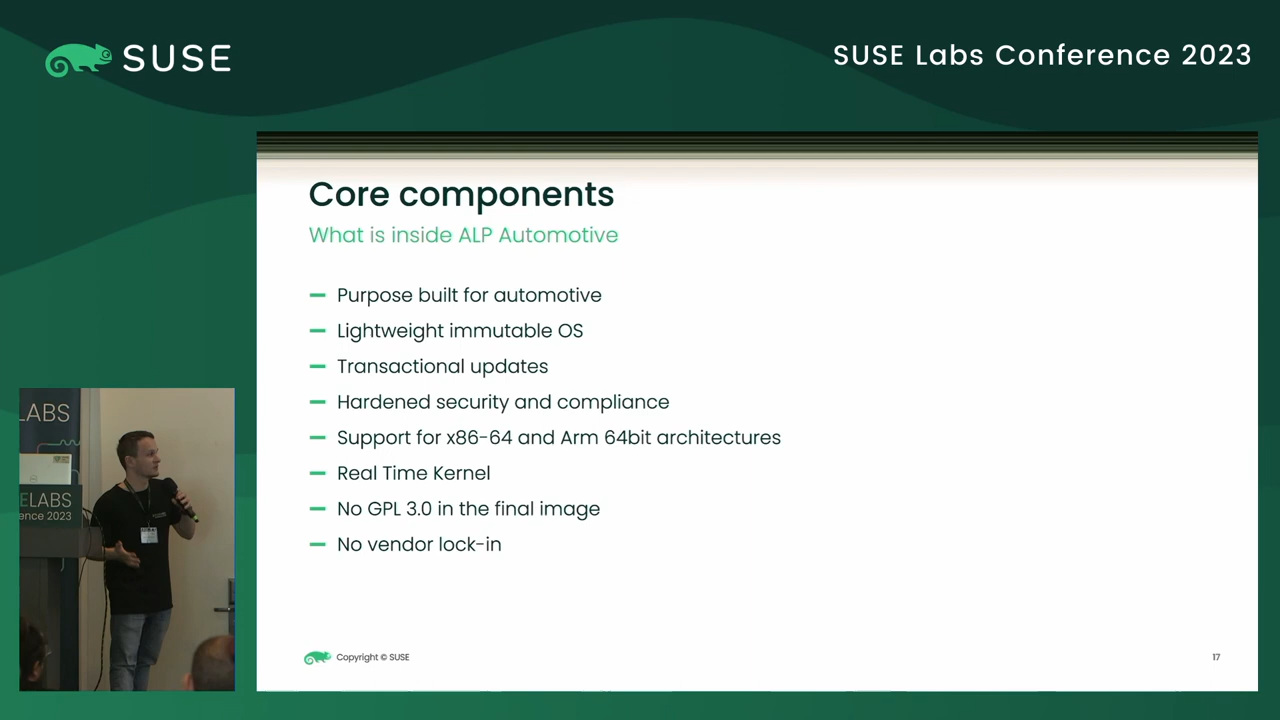 SUSE
SUSE Labs Conference 2023
Core components
What is inside ALP Automotive
Purpose built for automotive
Lightweight immutable OS
Transactional updates
Hardened security and compliance
Support for x86-64 and Arm 64bit architectures
Real Time Kernel
No GPL 3.0 in the final image
No vendor lock-in
Copyright © SUSE
17
LABS
ELABS
ence 2023